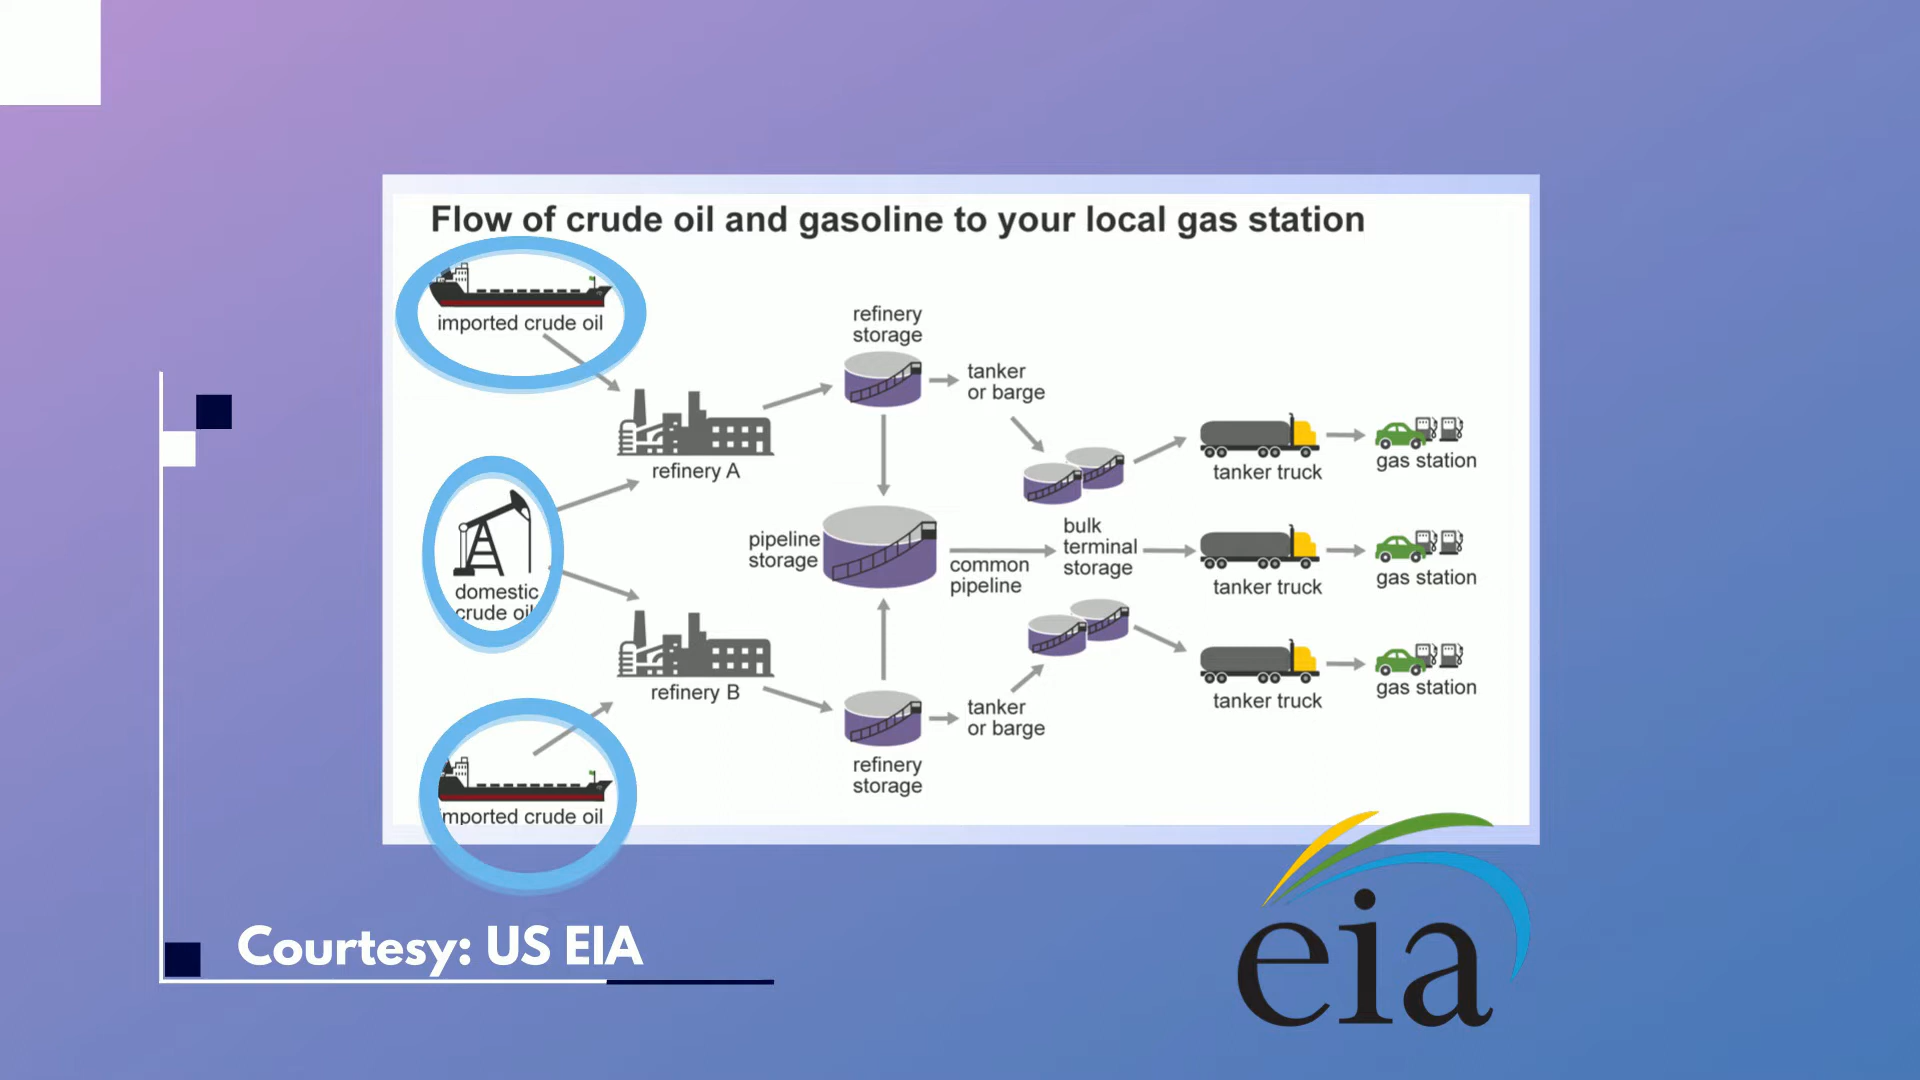 Flow of crude oil and gasoline to your local gas station
imported crude oil
refinery
storage
tanker
or barge
refinery A
tanker truck
gas station
domestic
crude oil
pipeline
storage
common
pipeline
bulk
terminal
storage
tanker truck
gas station
refinery B
tanker
or barge
tanker truck
gas station
refinery
storage
imported crude oil
Courtesy: US EIA
eia